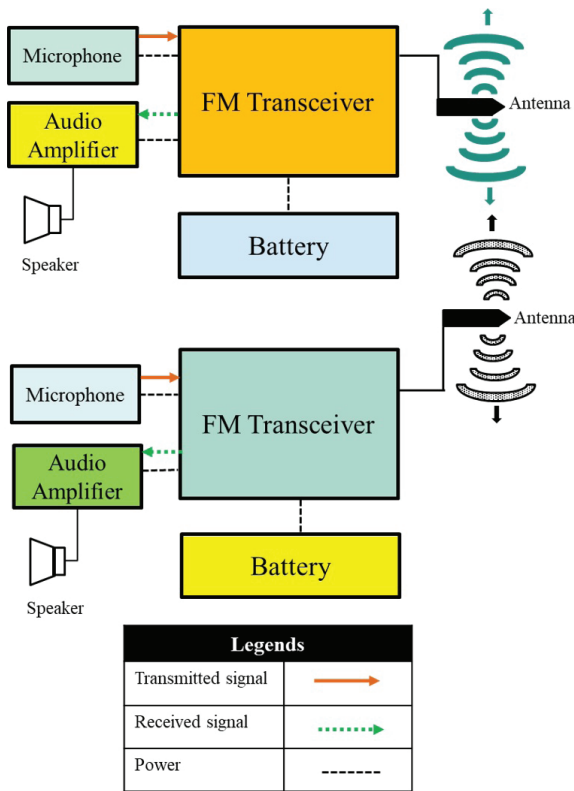 Microphone
FM Transceiver
Antenna
Audio
Amplifier
Battery
Speaker
Antenna
Microphone
FM Transceiver
Audio
Amplifier
Battery
Speaker
Legends
Transmitted signal
Received signal
Power